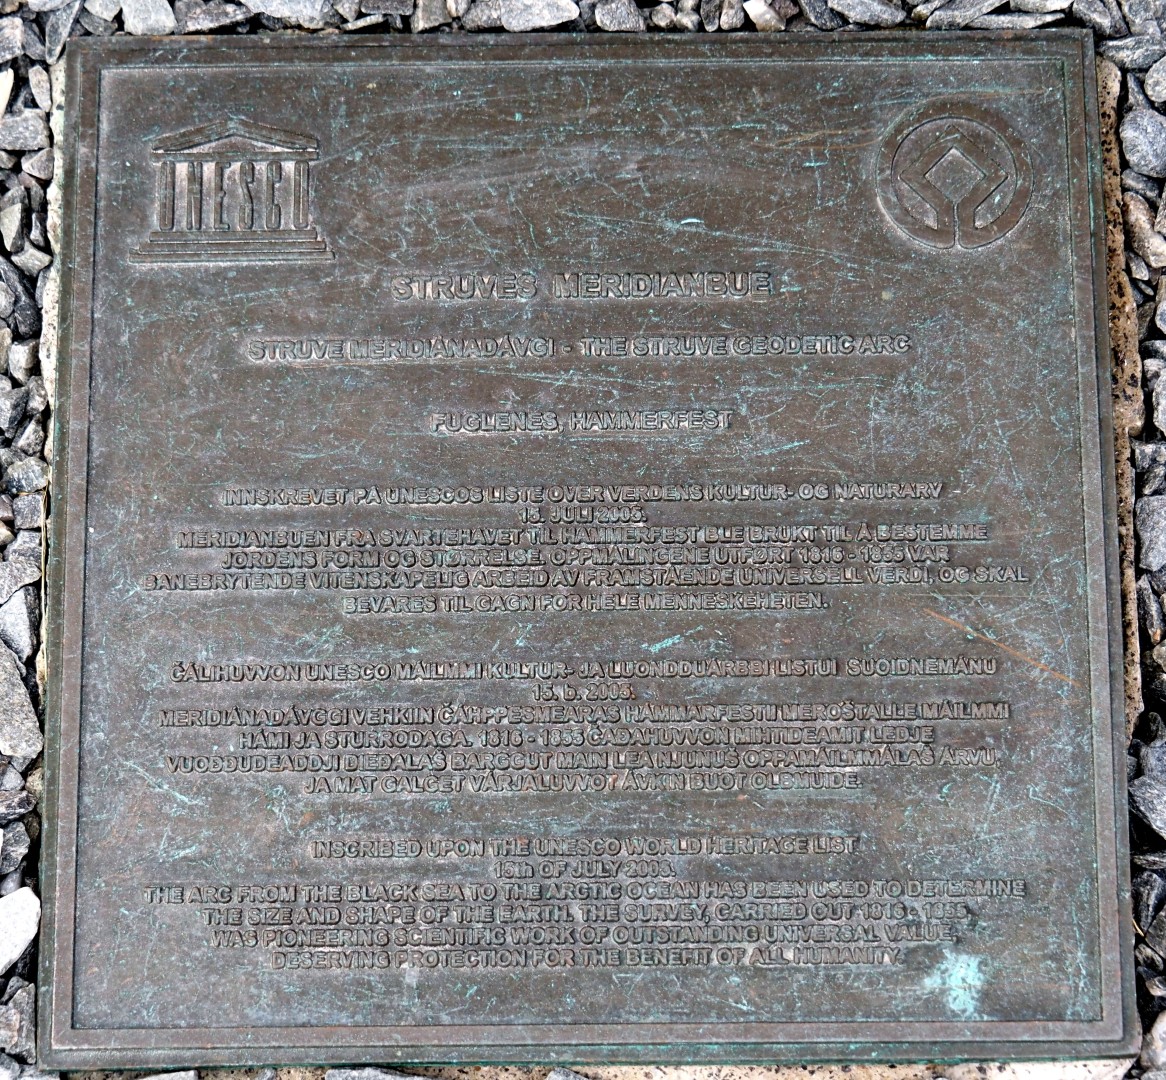 UNESCO
STRUVES MERIDIANBUE
STRUVE MERIDIÁNADÁVGI - THE STRUVE GEODETIC ARC
FUGLENES, HAMMERFEST
INNSKREVET PÅ UNESCOS LISTE OVER VERDENS KULTUR- OG NATURARV
15. JULI 2005.
MERIDIANBUEN FRA SVARTEHAVET TIL HAMMERFEST BLE BRUKT TIL Å BESTEMME
JORDENS FORM OG STØRRELSE. OPPMÅLINGENE UTFØRT 1816 - 1855 VAR
BANEBRYTENDE VITENSKAPELIG ARBEID AV FRAMSTÅENDE UNIVERSELL VERDI, OG SKAL
BEVARES TIL GAGN FOR HELE MENNESKEHETEN.
ČÁLIHUVVON UNESCO MÁILMMI KULTUR- JA LUONDDUÁRBBI LISTUI SUOIDNEMÁNU
15. b. 2005.
MERIDIÁNADÁVGGI VEHKIIN ČÁHPPESMEARAS HÁMMARFESTII MEROŠTALLE MÁILMMI
HÁMI JA STURRODAGA. 1816 - 1855 ČAĐAHUVVON MIHTIDEAMIT LEDJE
VUOĐĐUDEADDJI DIEĐALAŠ BARGGUT MAIN LEA NJUNUŠ OPPAMÁILMMÁLAŠ ÁRVU,
JA MAT GALGET VÁRJALUVVOT ÁVKIN BUOT OLBMUIDE.
INSCRIBED UPON THE UNESCO WORLD HERITAGE LIST
15th OF JULY 2005.
THE ARC FROM THE BLACK SEA TO THE ARCTIC OCEAN HAS BEEN USED TO DETERMINE
THE SIZE AND SHAPE OF THE EARTH. THE SURVEY, CARRIED OUT 1816 - 1855,
WAS PIONEERING SCIENTIFIC WORK OF OUTSTANDING UNIVERSAL VALUE,
DESERVING PROTECTION FOR THE BENEFIT OF ALL HUMANITY.